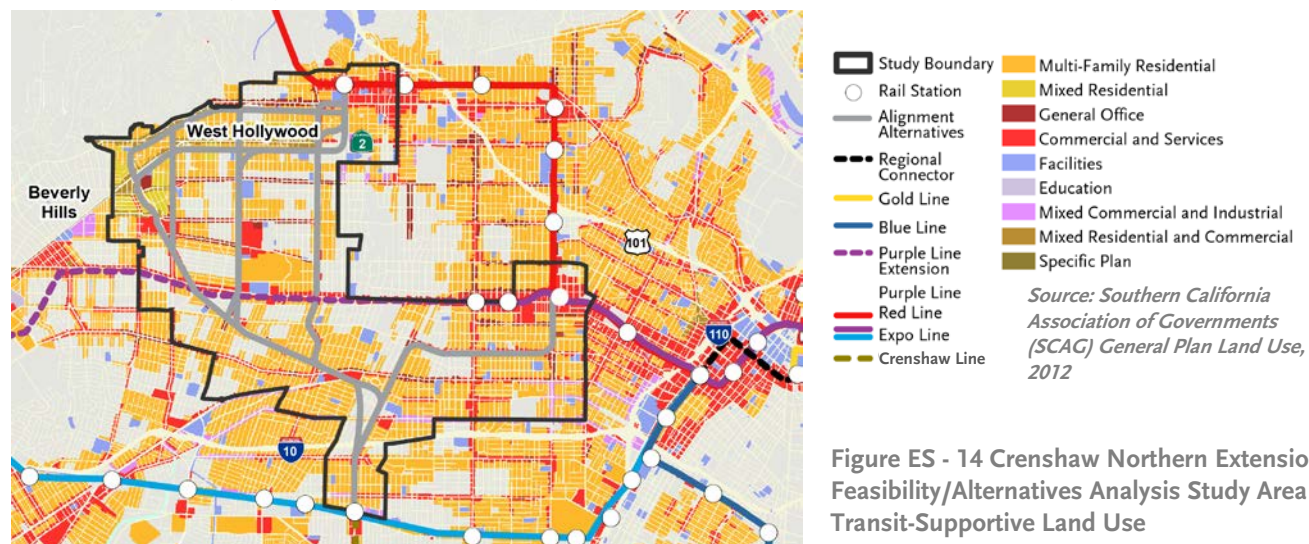 West Hollywood
2
Beverly
Hills
101
110
10
Study Boundary
Rail Station
Alignment
Alternatives
Regional
Connector
Gold Line
Blue Line
Purple Line
Extension
Purple Line
Red Line
Expo Line
Crenshaw Line
Multi-Family Residential
Mixed Residential
General Office
Commercial and Services
Facilities
Education
Mixed Commercial and Industrial
Mixed Residential and Commercial
Specific Plan
Source: Southern California
Association of Governments
(SCAG) General Plan Land Use,
2012
Figure ES - 14 Crenshaw Northern Extensio
Feasibility/Alternatives Analysis Study Area
Transit-Supportive Land Use